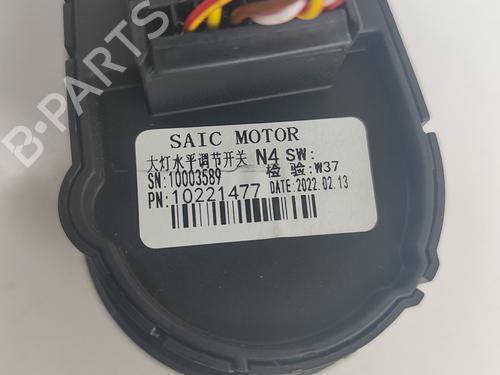 B-PARTS
SAIC MOTOR
大灯水平调节开关 N4 SW:
SN:10003589 检 验:W37
PN:10221477 DATE:2022.02.13
B-PARTS